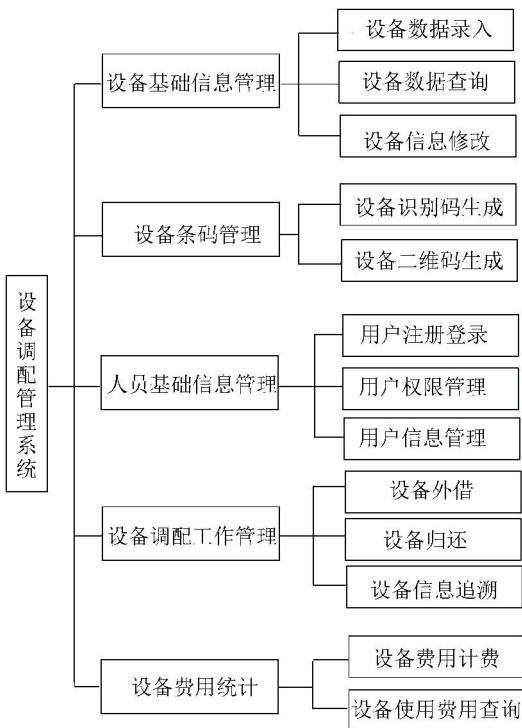 设备调配管理系统
设备基础信息管理
设备数据录入
设备数据查询
设备信息修改
设备条码管理
设备识别码生成
设备二维码生成
人员基础信息管理
用户注册登录
用户权限管理
用户信息管理
设备调配工作管理
设备外借
设备归还
设备信息追溯
设备费用统计
设备费用计费
设备使用费用查询